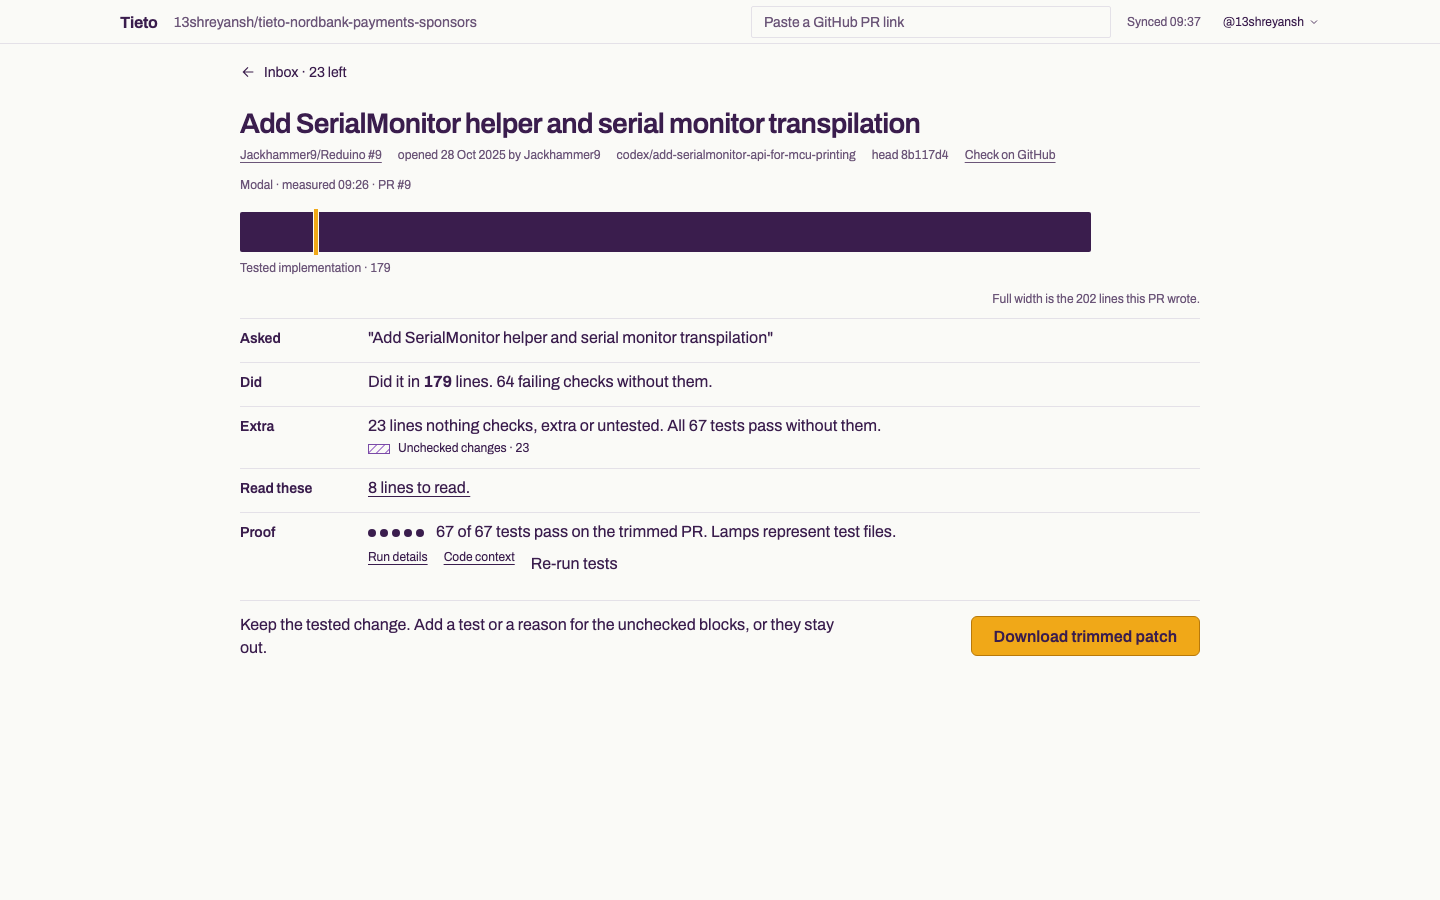 Tieto 13shreyansh/tieto-nordbank-payments-sponsors Paste a GitHub PR link Synced 09:37 @13shreyansh
← Inbox · 23 left
Add SerialMonitor helper and serial monitor transpilation
Jackhammer9/Reduino #9 opened 28 Oct 2025 by Jackhammer9 codex/add-serialmonitor-api-for-mcu-printing head 8b117d4 Check on GitHub
Modal · measured 09:26 · PR #9
Tested implementation · 179
Full width is the 202 lines this PR wrote.
Asked "Add SerialMonitor helper and serial monitor transpilation"
Did Did it in 179 lines. 64 failing checks without them.
Extra 23 lines nothing checks, extra or untested. All 67 tests pass without them.
Unchecked changes · 23
Read these 8 lines to read.
Proof 67 of 67 tests pass on the trimmed PR. Lamps represent test files.
Run details Code context Re-run tests
Keep the tested change. Add a test or a reason for the unchecked blocks, or they stay
out.
Download trimmed patch